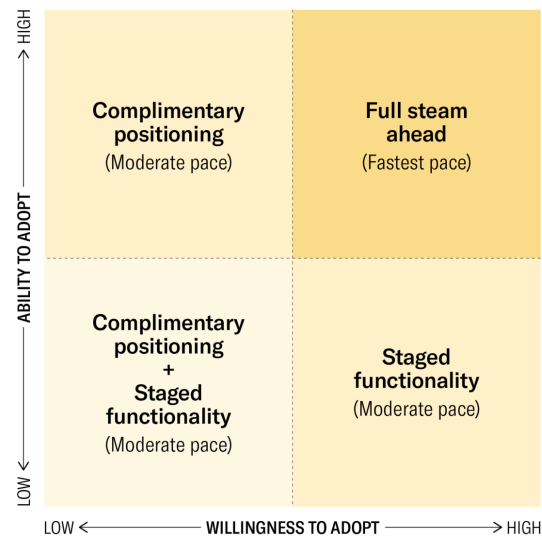 HIGH
ABILITY TO ADOPT
LOW
Complimentary
positioning
(Moderate pace)
Full steam
ahead
(Fastest pace)
Complimentary
positioning
+
Staged
functionality
(Moderate pace)
Staged
functionality
(Moderate pace)
LOW
WILLINGNESS TO ADOPT
HIGH